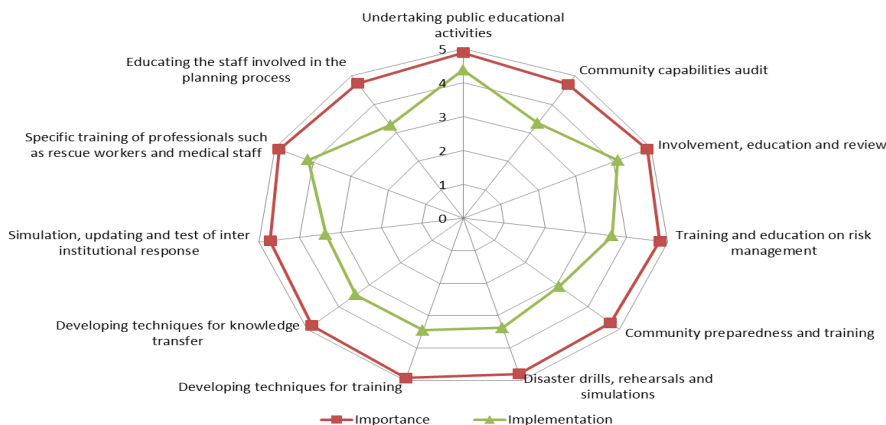 Undertaking public educational
activities
Educating the staff involved in the
planning process
Community capabilities audit
Specific training of professionals such
as rescue workers and medical staff
Involvement, education and review
Simulation, updating and test of inter
institutional response
Training and education on risk
management
Developing techniques for knowledge
transfer
Community preparedness and training
Developing techniques for training
Disaster drills, rehearsals and
simulations
5
4
3
2
1
0
Importance
Implementation